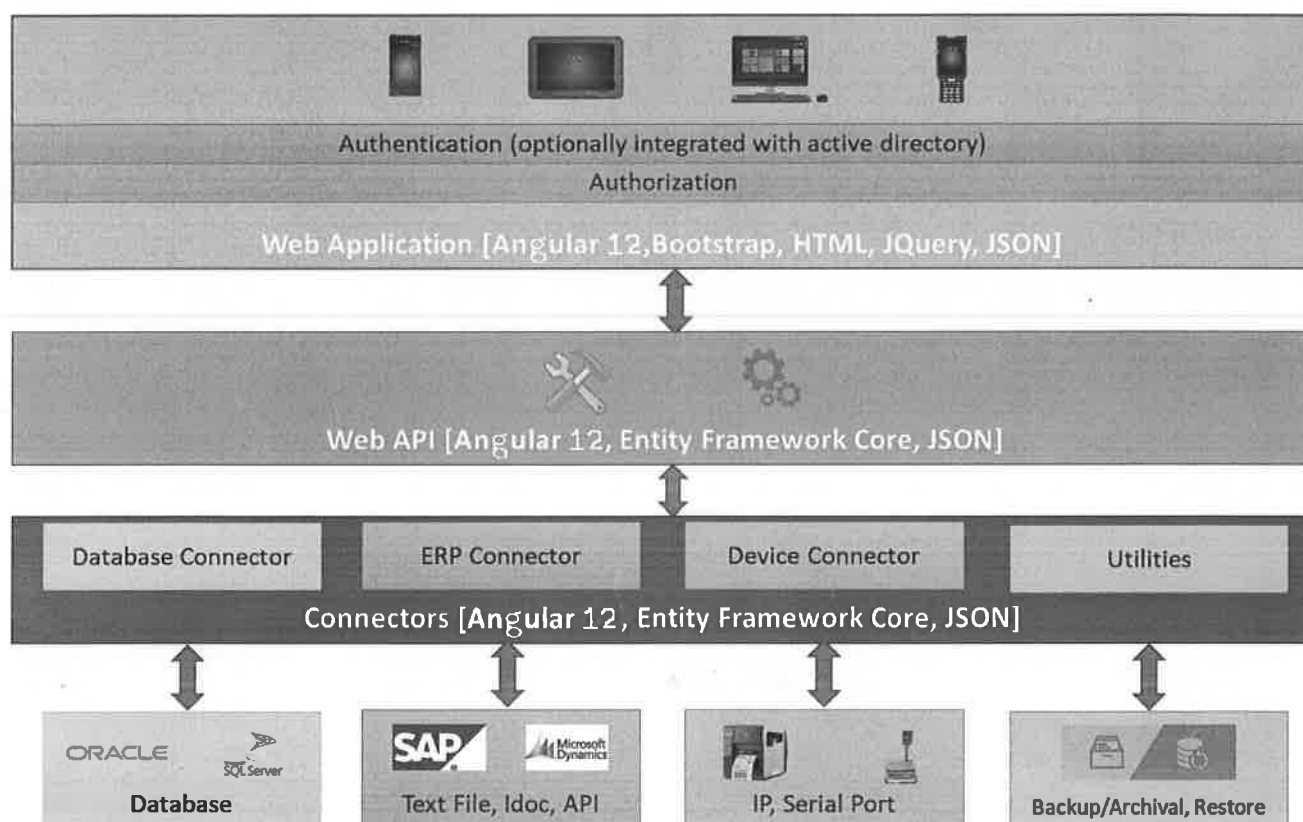 Authentication (optionally integrated with active directory)
Authorization
Web Application [Angular 12,Bootstrap, HTML, JQuery, JSON]
Web API [Angular 12, Entity Framework Core, JSON]
Database Connector
ERP Connector
Device Connector
Utilities
Connectors [Angular 12, Entity Framework Core, JSON]
ORACLE
SQL Server
Database
SAP
Microsoft
Dynamics
Text File, Idoc, API
IP, Serial Port
Backup/Archival, Restore